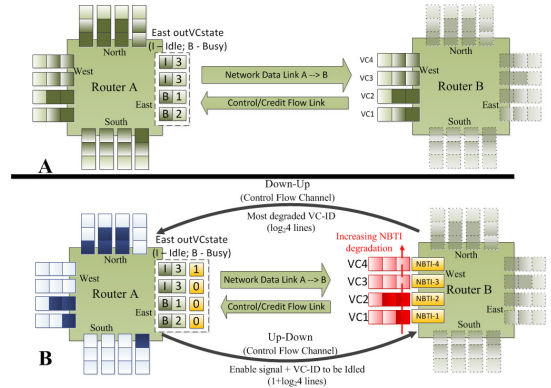 East outVCstate
(I – Idle; B - Busy)
North
West
Router A
East
South
I 3
I 3
B 1
B 2
Network Data Link A --> B
Control/Credit Flow Link
VC4
VC3
VC2
VC1
North
West
Router B
East
South
A
Down-Up
(Control Flow Channel)
Most degraded VC-ID
(log₂4 lines)
East outVCstate
(I – Idle; B - Busy)
North
West
Router A
East
South
I 3 1
I 3 0
B 1 0
B 2 0
Network Data Link A --> B
Control/Credit Flow Link
Increasing NBTI
degradation
VC4
VC3
VC2
VC1
NBTI-4
NBTI-3
NBTI-2
NBTI-1
North
Router B
East
South
B
Up-Down
(Control Flow Channel)
Enable signal + VC-ID to be Idled
(1+log₂4 lines)